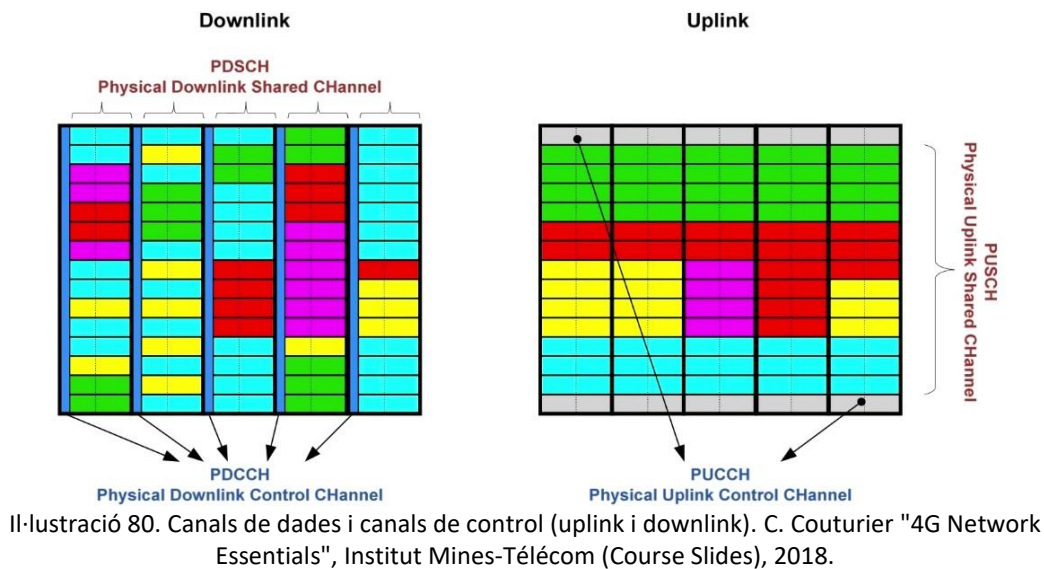 Downlink
Uplink
PDSCH
Physical Downlink Shared CHannel
PUSCH
Physical Uplink Shared CHannel
PDCCH
Physical Downlink Control CHannel
PUCCH
Physical Uplink Control CHannel
Il·lustració 80. Canals de dades i canals de control (uplink i downlink). C. Couturier "4G Network
Essentials", Institut Mines-Télécom (Course Slides), 2018.